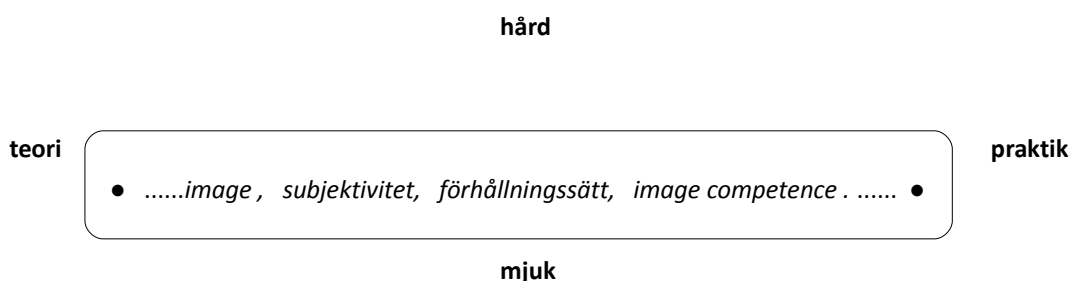 hård
teori
praktik
● ......image , subjektivitet, förhållningssätt, image competence . ...... ●
mjuk